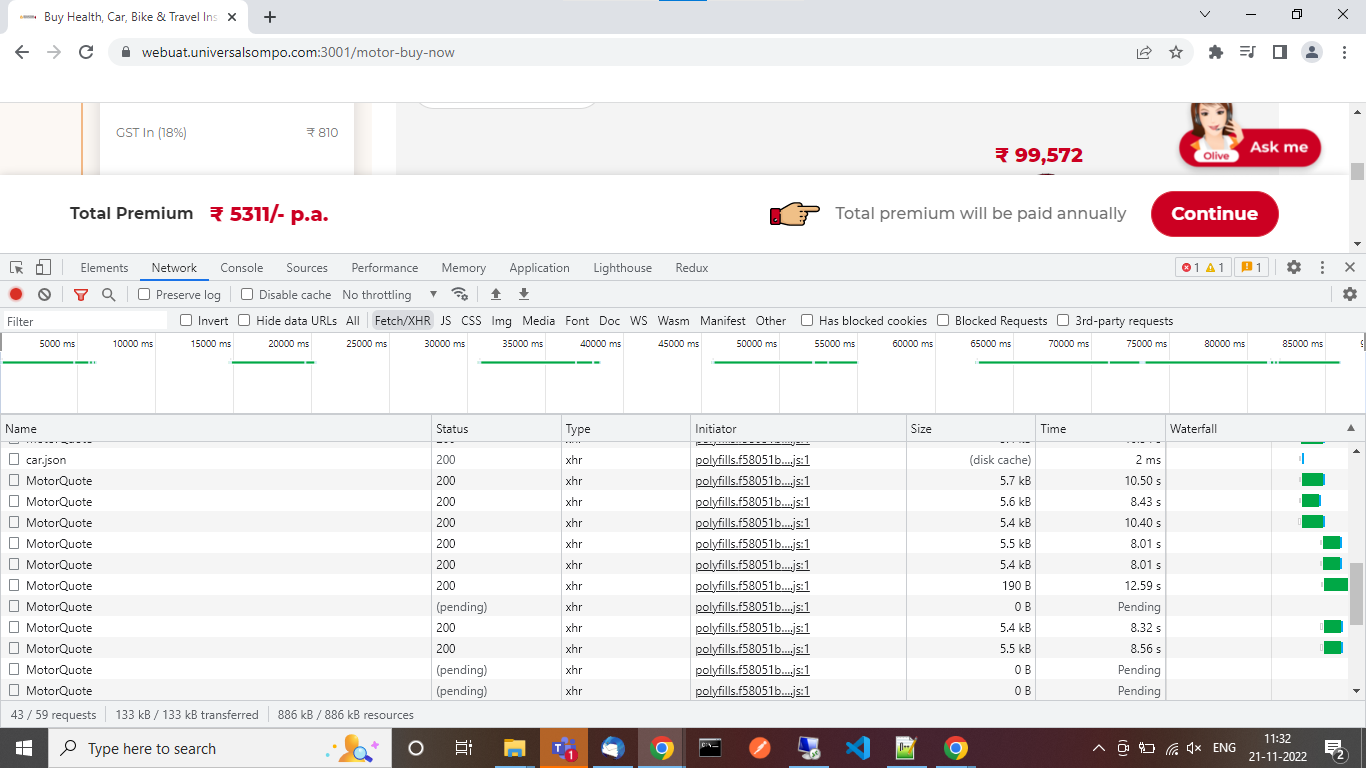 Buy Health, Car, Bike & Travel Ins
webuat.universalsompo.com:3001/motor-buy-now
GST In (18%) ₹ 810
₹ 99,572
Olive
Ask me
Total Premium ₹ 5311/- p.a. Total premium will be paid annually Continue
Elements Network Console Sources Performance Memory Application Lighthouse Redux 1 1 1
Preserve log Disable cache No throttling
Filter Invert Hide data URLs All Fetch/XHR JS CSS Img Media Font Doc WS Wasm Manifest Other Has blocked cookies Blocked Requests 3rd-party requests
5000 ms 10000 ms 15000 ms 20000 ms 25000 ms 30000 ms 35000 ms 40000 ms 45000 ms 50000 ms 55000 ms 60000 ms 65000 ms 70000 ms 75000 ms 80000 ms 85000 ms 9
Name Status Type Initiator Size Time Waterfall
car.json 200 xhr polyfills.f58051b….js:1 (disk cache) 2 ms
MotorQuote 200 xhr polyfills.f58051b….js:1 5.7 kB 10.50 s
MotorQuote 200 xhr polyfills.f58051b….js:1 5.6 kB 8.43 s
MotorQuote 200 xhr polyfills.f58051b….js:1 5.4 kB 10.40 s
MotorQuote 200 xhr polyfills.f58051b….js:1 5.5 kB 8.01 s
MotorQuote 200 xhr polyfills.f58051b….js:1 5.4 kB 8.01 s
MotorQuote 200 xhr polyfills.f58051b….js:1 190 B 12.59 s
MotorQuote (pending) xhr polyfills.f58051b….js:1 0 B Pending
MotorQuote 200 xhr polyfills.f58051b….js:1 5.4 kB 8.32 s
MotorQuote 200 xhr polyfills.f58051b….js:1 5.5 kB 8.56 s
MotorQuote (pending) xhr polyfills.f58051b….js:1 0 B Pending
MotorQuote (pending) xhr polyfills.f58051b….js:1 0 B Pending
43 / 59 requests 133 kB / 133 kB transferred 886 kB / 886 kB resources
Type here to search 1 ENG 11:32
21-11-2022 2